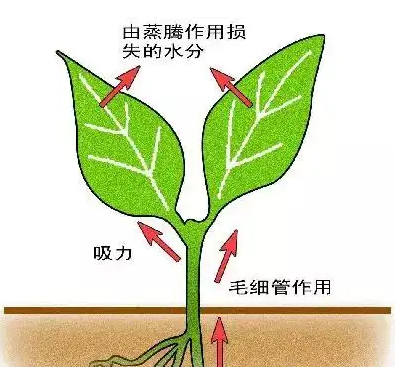 由蒸腾作用损
失的水分
吸力
毛细管作用